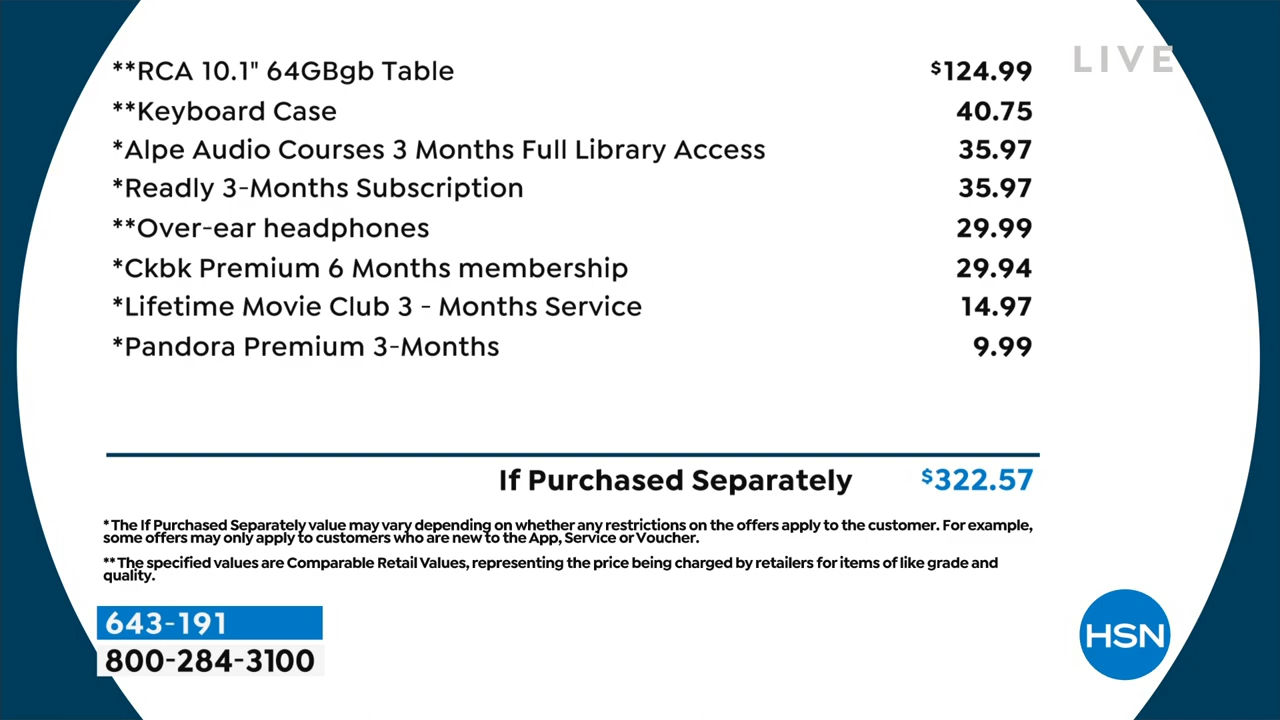 LIVE
**RCA 10.1" 64GBgb Table $124.99
**Keyboard Case 40.75
*Alpe Audio Courses 3 Months Full Library Access 35.97
*Readly 3-Months Subscription 35.97
**Over-ear headphones 29.99
*Ckbk Premium 6 Months membership 29.94
*Lifetime Movie Club 3 - Months Service 14.97
*Pandora Premium 3-Months 9.99
If Purchased Separately $322.57
* The If Purchased Separately value may vary depending on whether any restrictions on the offers apply to the customer. For example,
some offers may only apply to customers who are new to the App, Service or Voucher.
** The specified values are Comparable Retail Values, representing the price being charged by retailers for items of like grade and
quality.
643-191
800-284-3100
HSN